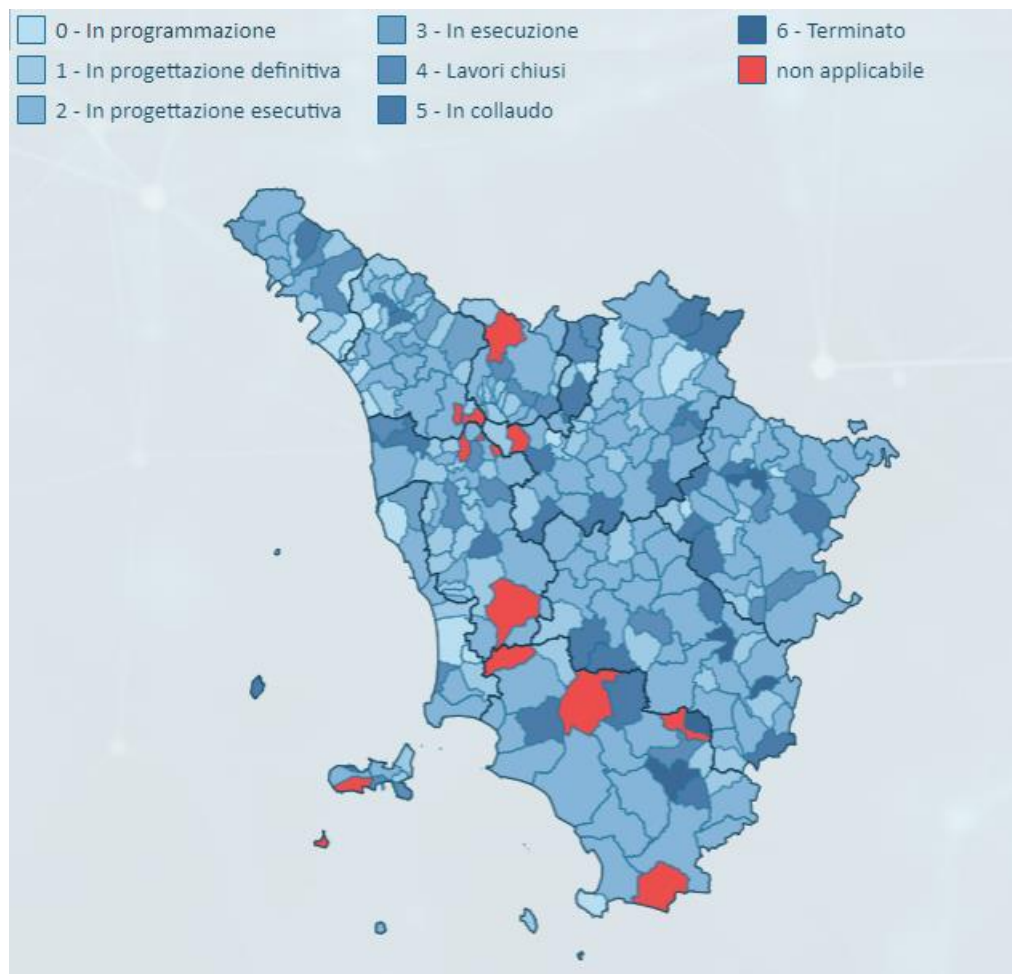 0 - In programmazione
1 - In progettazione definitiva
2 - In progettazione esecutiva
3 - In esecuzione
4 - Lavori chiusi
5 - In collaudo
6 - Terminato
non applicabile